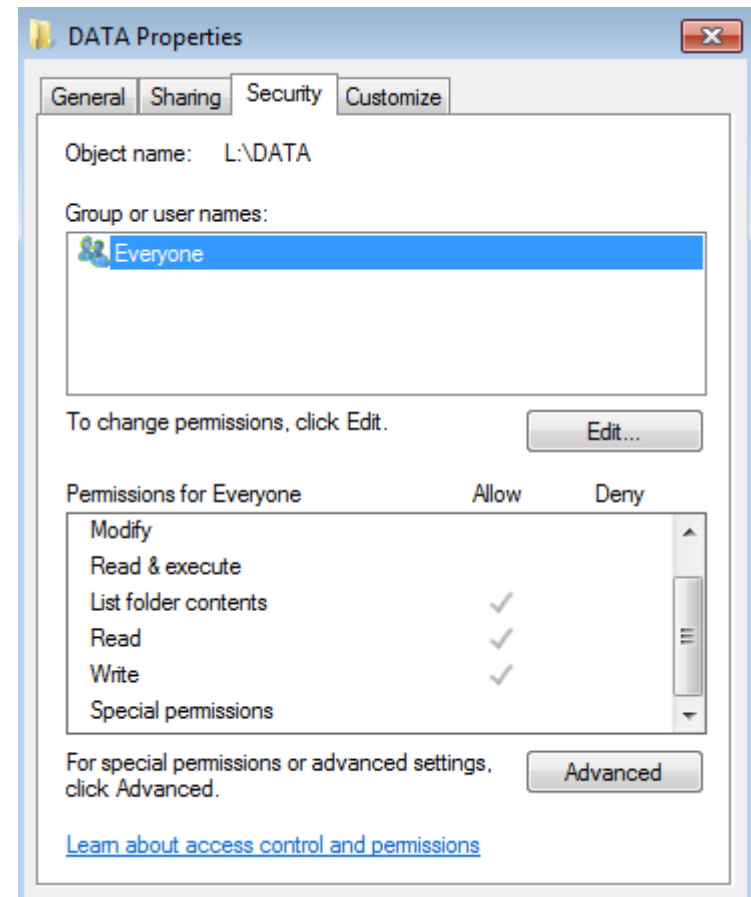 DATA Properties
General Sharing Security Customize
Object name: L:\DATA
Group or user names:
Everyone
To change permissions, click Edit.
Edit...
Permissions for Everyone Allow Deny
Modify
Read & execute
List folder contents
Read
Write
Special permissions
For special permissions or advanced settings,
click Advanced.
Advanced
Learn about access control and permissions